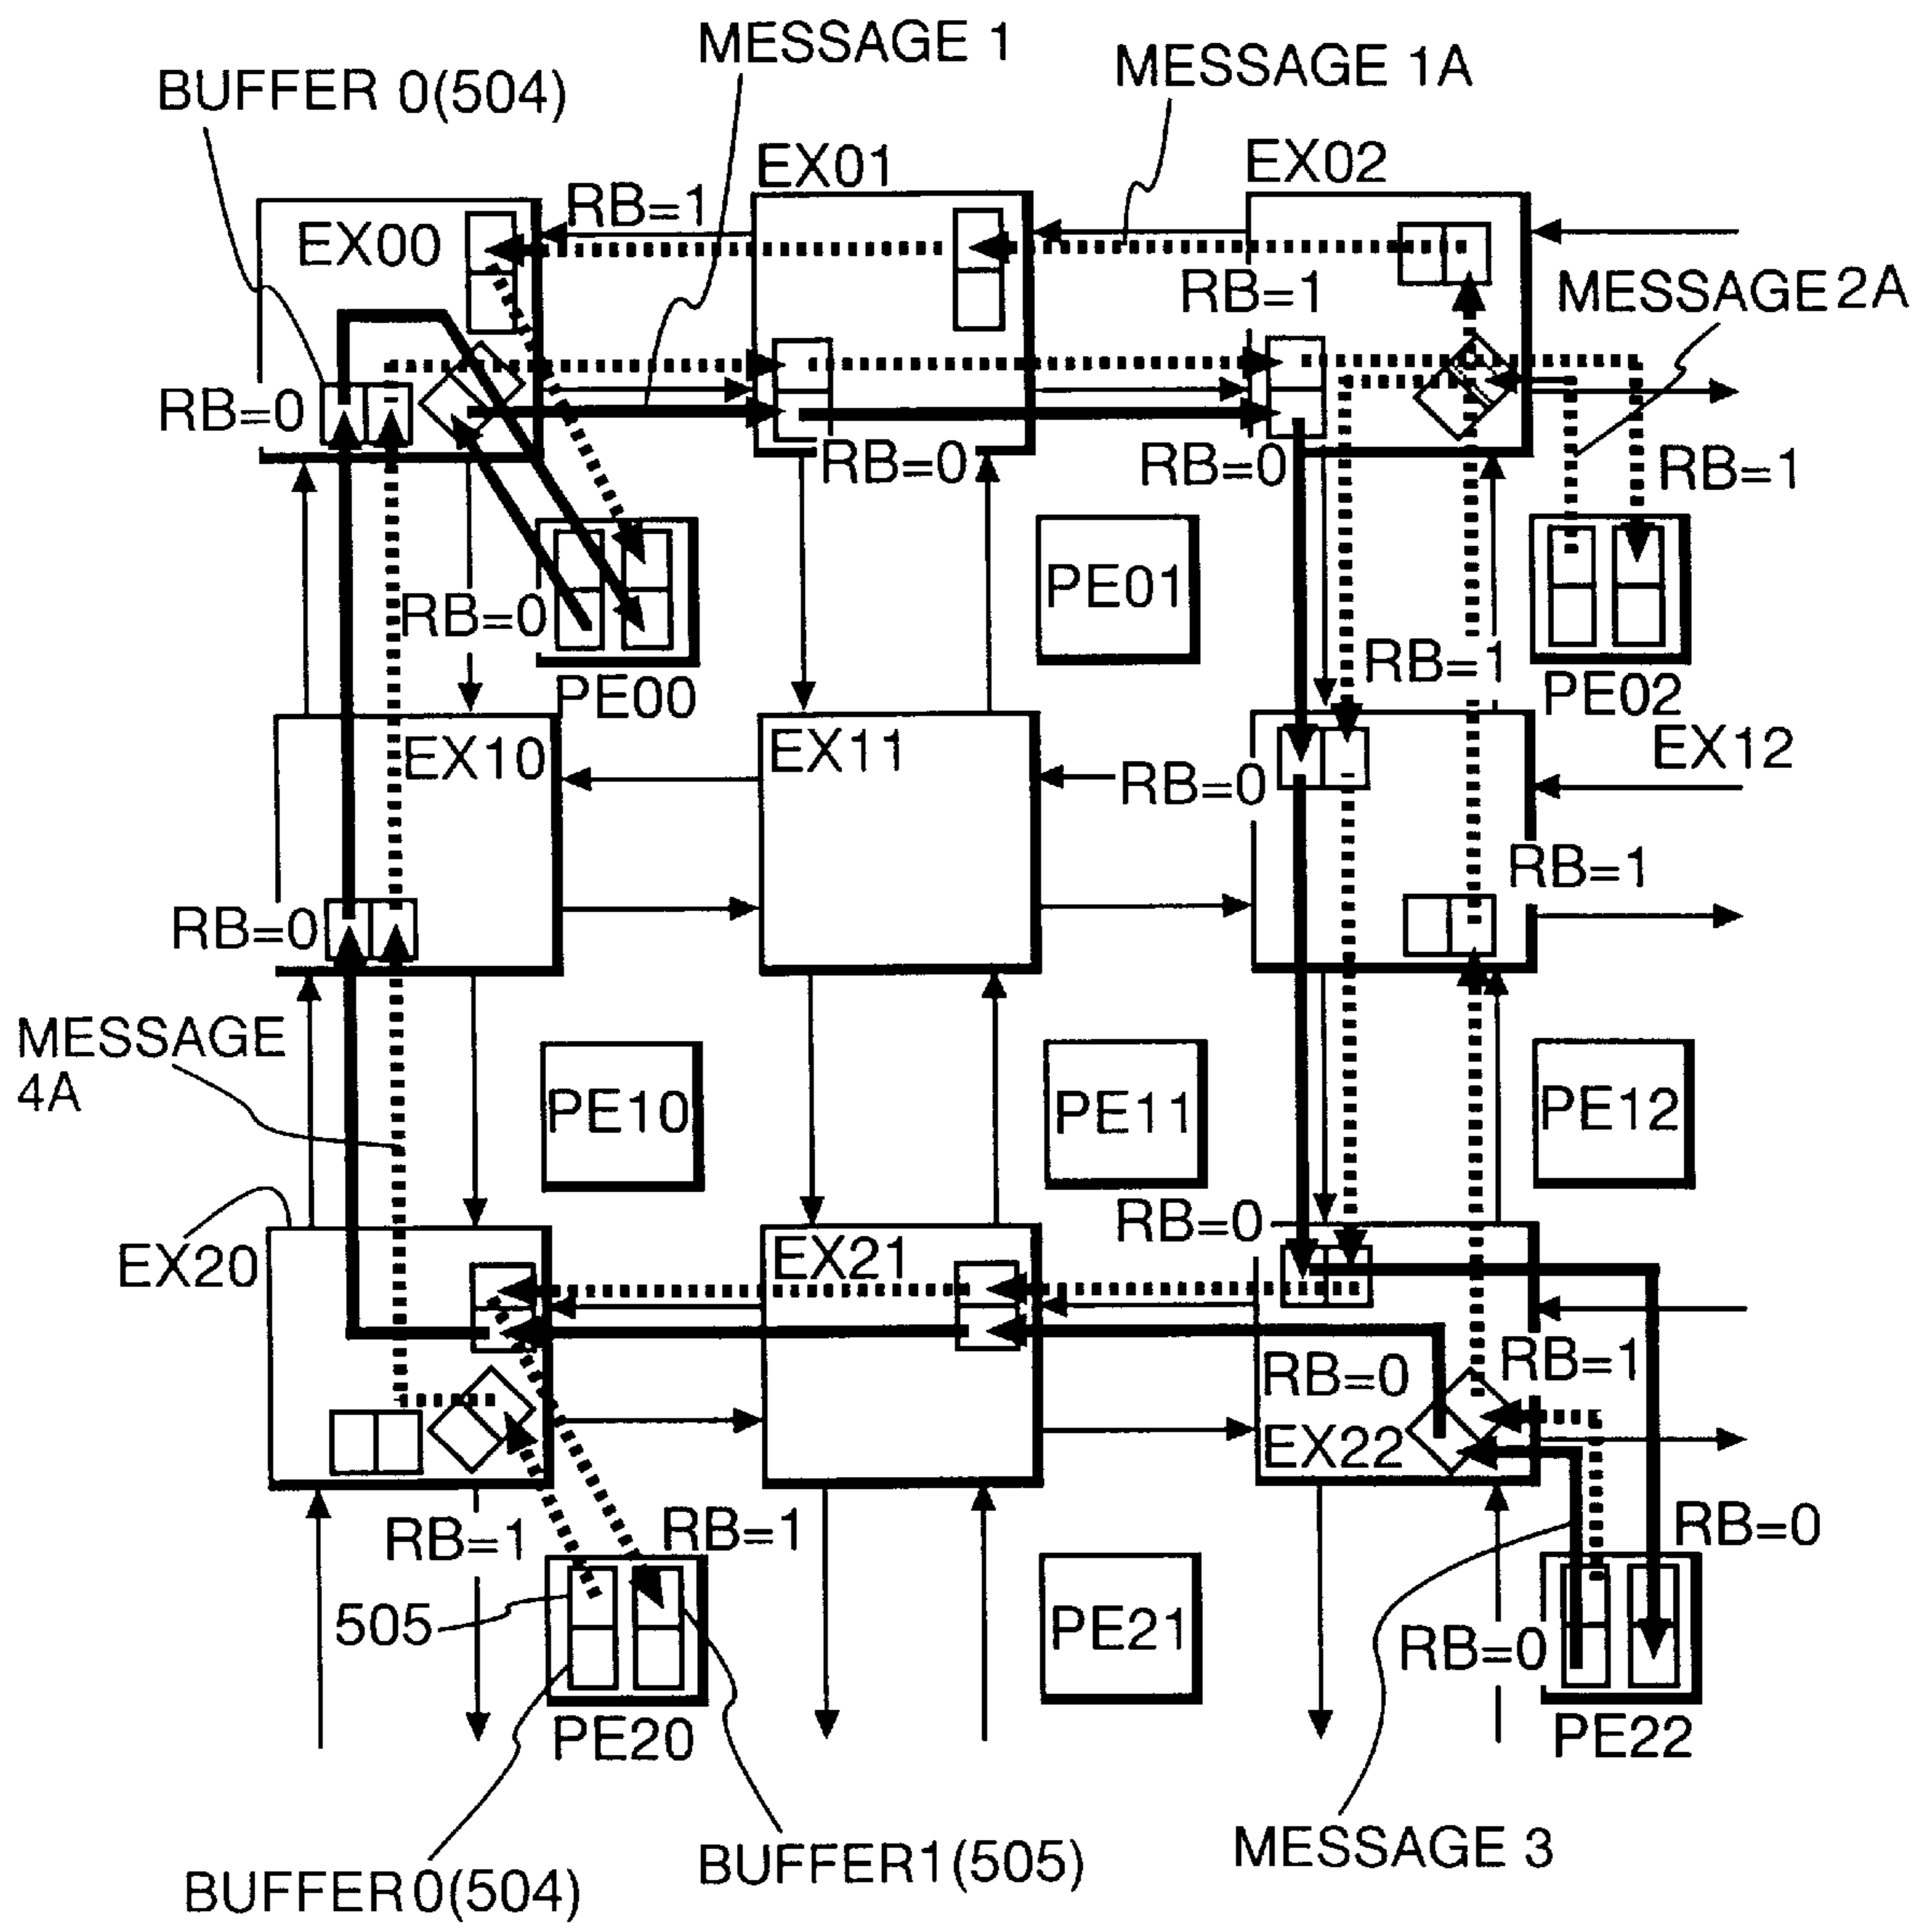 MESSAGE 1
MESSAGE 1A
BUFFER 0(504)
EX01
EX02
RB=1
EX00
RB=1
MESSAGE 2A
RB=0
RB=0
RB=0
RB=1
RB=0
PE01
RB=1
PE00
PE02
EX10
EX11
RB=0
EX12
RB=1
RB=0
MESSAGE
4A
PE10
PE11
PE12
RB=0
EX20
EX21
RB=0
RB=1
EX22
RB=1
RB=1
RB=0
505
PE21
RB=0
PE20
PE22
BUFFER 0(504)
BUFFER1(505)
MESSAGE 3